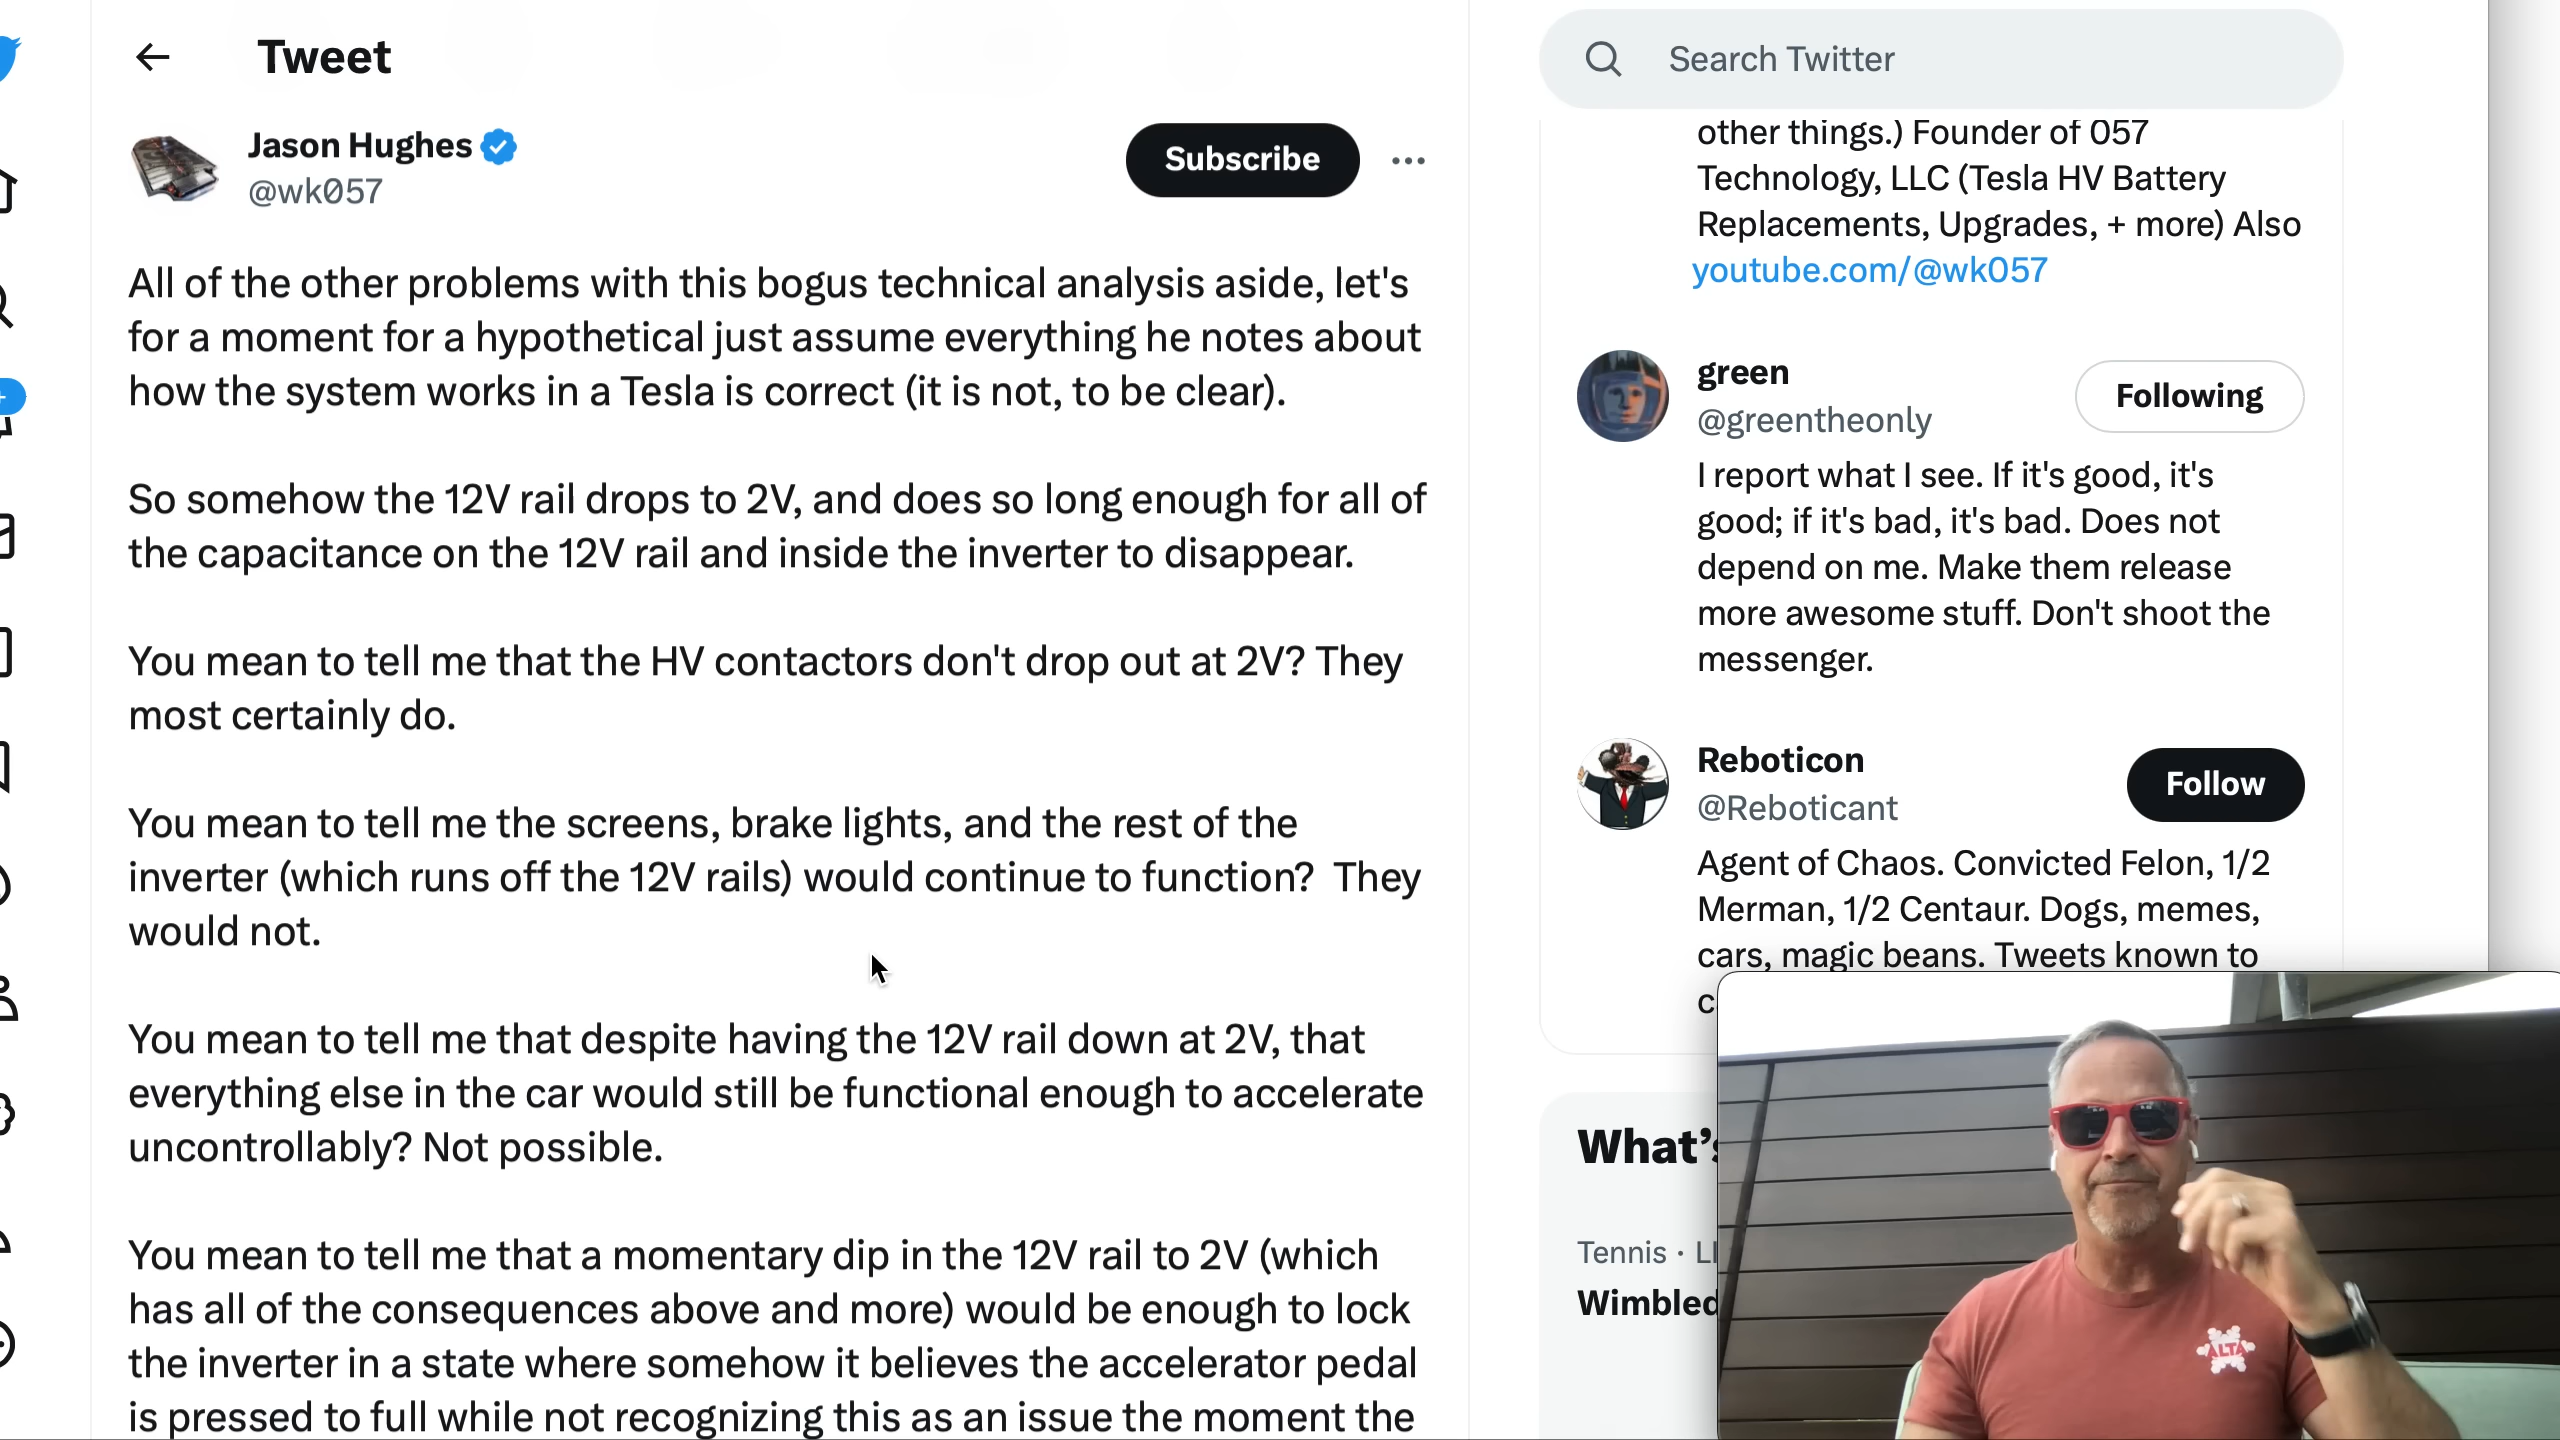 Tweet
Jason Hughes
@wk057
Subscribe
All of the other problems with this bogus technical analysis aside, let's
for a moment for a hypothetical just assume everything he notes about
how the system works in a Tesla is correct (it is not, to be clear).
So somehow the 12V rail drops to 2V, and does so long enough for all of
the capacitance on the 12V rail and inside the inverter to disappear.
You mean to tell me that the HV contactors don't drop out at 2V? They
most certainly do.
You mean to tell me the screens, brake lights, and the rest of the
inverter (which runs off the 12V rails) would continue to function?  They
would not.
You mean to tell me that despite having the 12V rail down at 2V, that
everything else in the car would still be functional enough to accelerate
uncontrollably? Not possible.
You mean to tell me that a momentary dip in the 12V rail to 2V (which
has all of the consequences above and more) would be enough to lock
the inverter in a state where somehow it believes the accelerator pedal
is pressed to full while not recognizing this as an issue the moment the
Search Twitter
other things.) Founder of 057
Technology, LLC (Tesla HV Battery
Replacements, Upgrades, + more) Also
youtube.com/@wk057
green
@greentheonly
Following
I report what I see. If it's good, it's
good; if it's bad, it's bad. Does not
depend on me. Make them release
more awesome stuff. Don't shoot the
messenger.
Reboticon
@Reboticant
Follow
Agent of Chaos. Convicted Felon, 1/2
Merman, 1/2 Centaur. Dogs, memes,
cars, magic beans. Tweets known to
What's
Tennis ·
Wimbled
ALTA